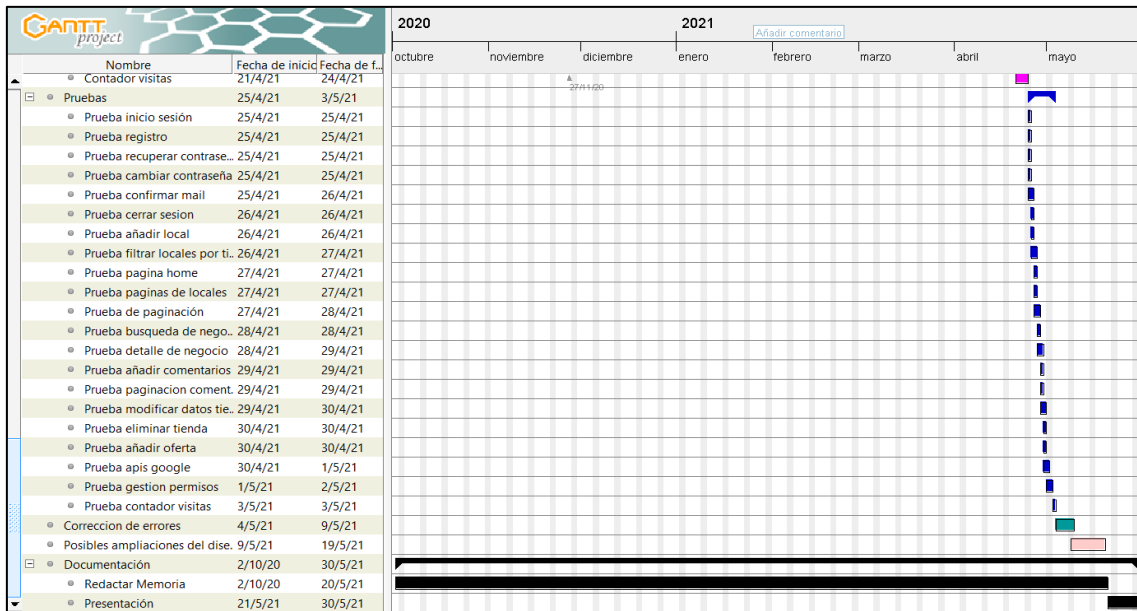 GANTT project
2020 2021
Añadir comentario
octubre noviembre diciembre enero febrero marzo abril mayo
Nombre Fecha de inicio Fecha de f...
27/11/20
Contador visitas 21/4/21 24/4/21
Pruebas 25/4/21 3/5/21
Prueba inicio sesión 25/4/21 25/4/21
Prueba registro 25/4/21 25/4/21
Prueba recuperar contrase... 25/4/21 25/4/21
Prueba cambiar contraseña 25/4/21 25/4/21
Prueba confirmar mail 25/4/21 26/4/21
Prueba cerrar sesion 26/4/21 26/4/21
Prueba añadir local 26/4/21 26/4/21
Prueba filtrar locales por ti... 26/4/21 27/4/21
Prueba pagina home 27/4/21 27/4/21
Prueba paginas de locales 27/4/21 27/4/21
Prueba de paginación 27/4/21 28/4/21
Prueba busqueda de nego... 28/4/21 28/4/21
Prueba detalle de negocio 28/4/21 29/4/21
Prueba añadir comentarios 29/4/21 29/4/21
Prueba paginacion coment. 29/4/21 29/4/21
Prueba modificar datos tie... 29/4/21 30/4/21
Prueba eliminar tienda 30/4/21 30/4/21
Prueba añadir oferta 30/4/21 30/4/21
Prueba apis google 30/4/21 1/5/21
Prueba gestion permisos 1/5/21 2/5/21
Prueba contador visitas 3/5/21 3/5/21
Correccion de errores 4/5/21 9/5/21
Posibles ampliaciones del dise. 9/5/21 19/5/21
Documentación 2/10/20 30/5/21
Redactar Memoria 2/10/20 20/5/21
Presentación 21/5/21 30/5/21